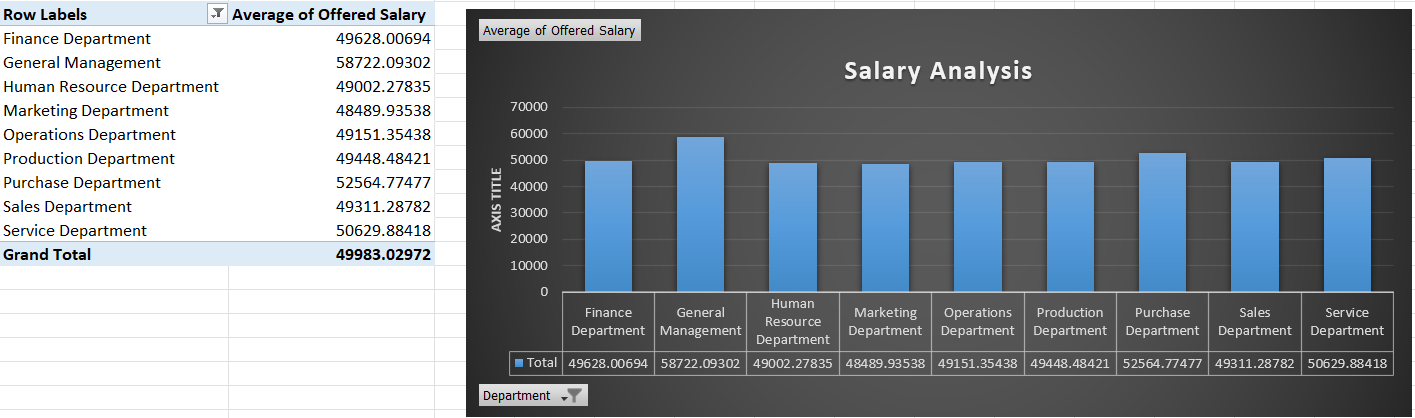 Row Labels Average of Offered Salary
Finance Department 49628.00694
General Management 58722.09302
Human Resource Department 49002.27835
Marketing Department 48489.93538
Operations Department 49151.35438
Production Department 49448.48421
Purchase Department 52564.77477
Sales Department 49311.28782
Service Department 50629.88418
Grand Total 49983.02972
Average of Offered Salary
Salary Analysis
AXIS TITLE
70000
60000
50000
40000
30000
20000
10000
0
Finance Department
General Management
Human Resource Department
Marketing Department
Operations Department
Production Department
Purchase Department
Sales Department
Service Department
Total 49628.00694 58722.09302 49002.27835 48489.93538 49151.35438 49448.48421 52564.77477 49311.28782 50629.88418
Department